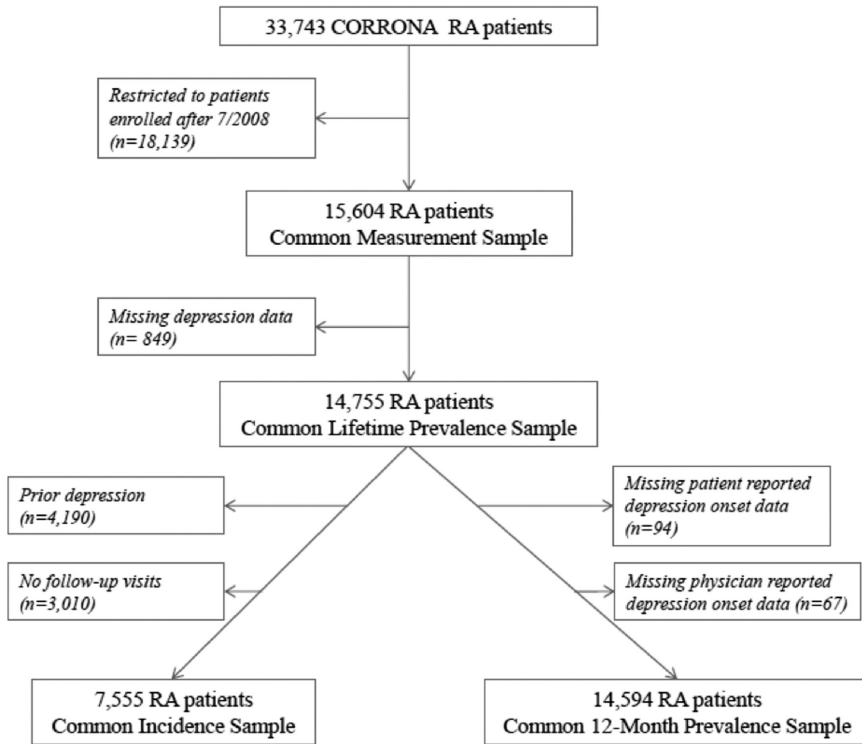 33,743 CORRONA RA patients
Restricted to patients
enrolled after 7/2008
(n=18,139)
15,604 RA patients
Common Measurement Sample
Missing depression data
(n= 849)
14,755 RA patients
Common Lifetime Prevalence Sample
Prior depression
(n=4,190)
Missing patient reported
depression onset data
(n=94)
No follow-up visits
(n=3,010)
Missing physician reported
depression onset data (n=67)
7,555 RA patients
Common Incidence Sample
14,594 RA patients
Common 12-Month Prevalence Sample